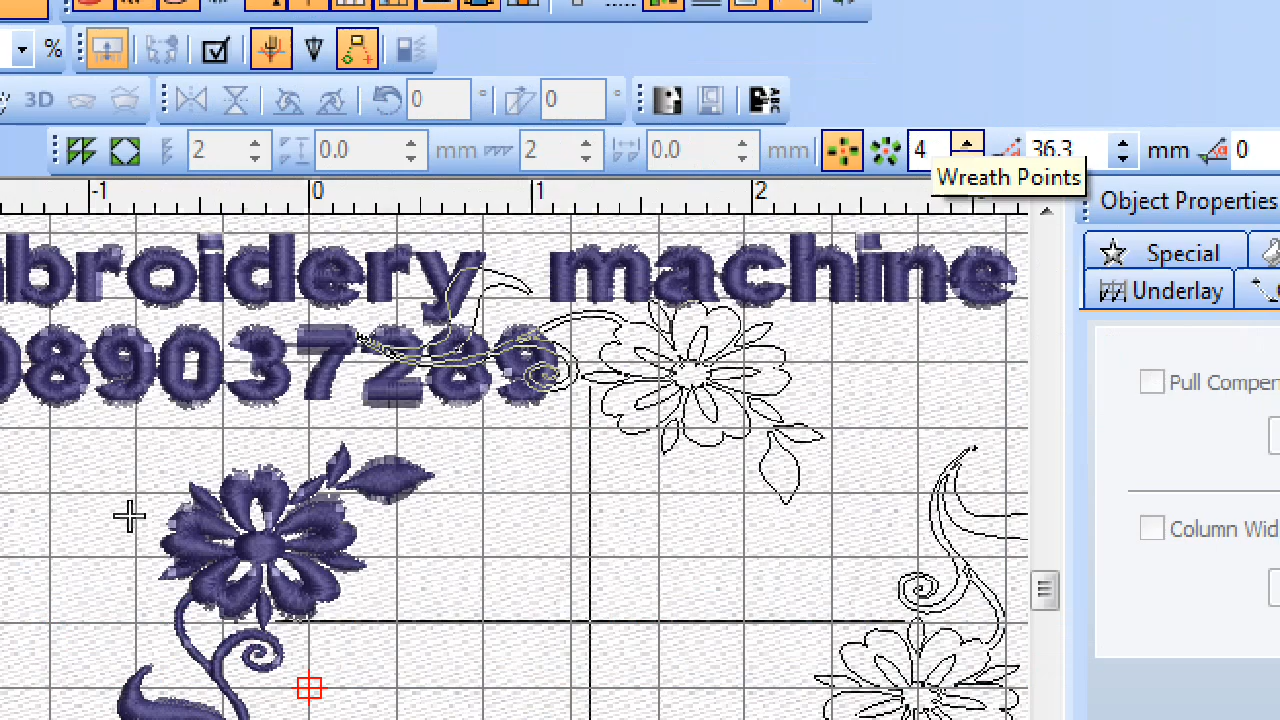 %
3D 0 ° 0 °
2 0.0 mm 2 0.0 mm 4 36.3 mm 0
Wreath Points
-1 0 1 2
Object Properties
Special
Underlay
broidery machine
089037289
Pull Compen
Column Wid